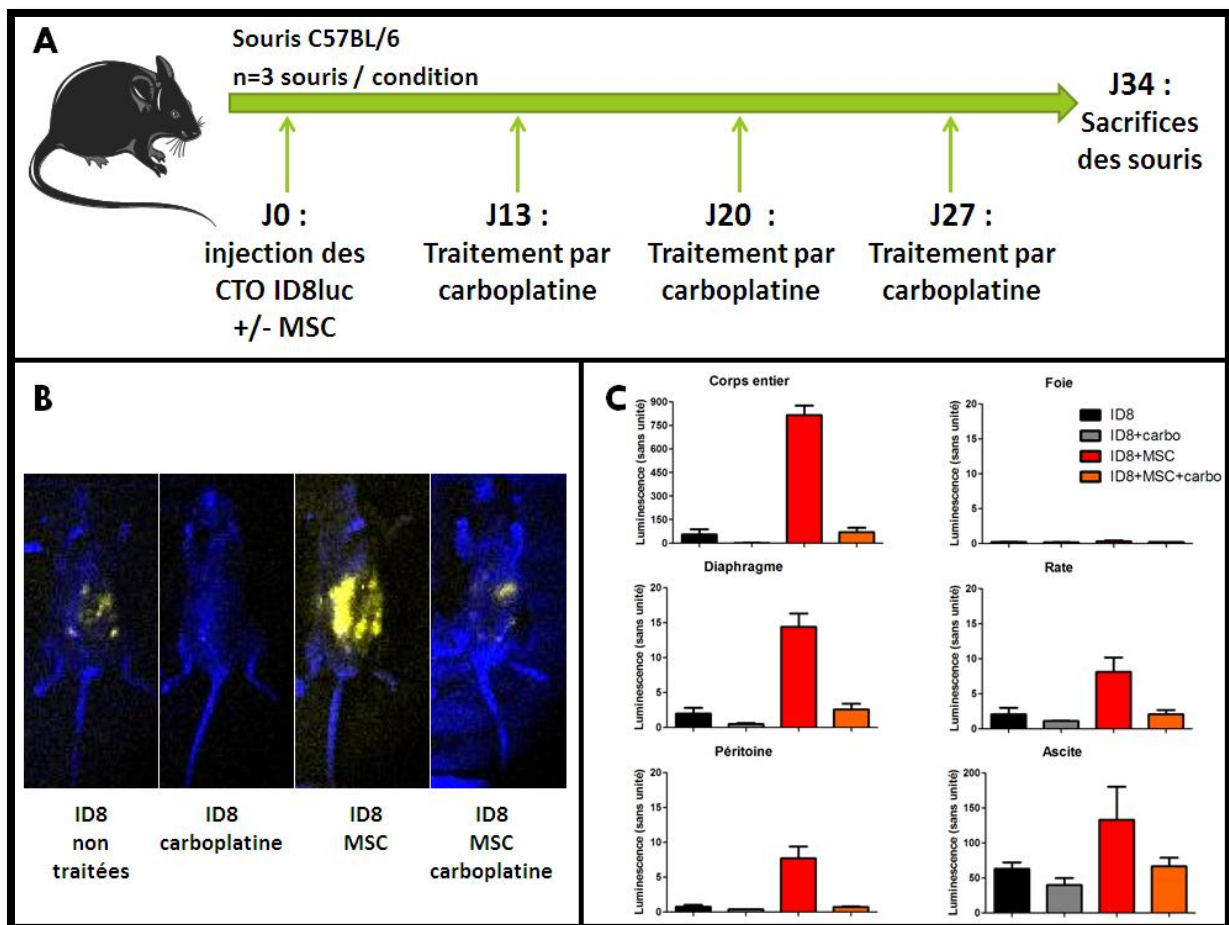 A
Souris C57BL/6
n=3 souris / condition
J34 :
Sacrifices
des souris
J0 :
injection des
CTO ID8luc
+/- MSC
J13 :
Traitement par
carboplatine
J20 :
Traitement par
carboplatine
J27 :
Traitement par
carboplatine
B
ID8
non
traitées
ID8
carboplatine
ID8
MSC
ID8
MSC
carboplatine
C
Corps entier
Luminescence (sans unité)
900
750
600
450
300
150
0
Foie
Luminescence (sans unité)
20
15
10
5
0
ID8
ID8+carbo
ID8+MSC
ID8+MSC+carbo
Diaphragme
Luminescence (sans unité)
20
15
10
5
0
Rate
Luminescence (sans unité)
20
15
10
5
0
Péritoine
Luminescence (sans unité)
20
15
10
5
0
Ascite
Luminescence (sans unité)
200
150
100
50
0